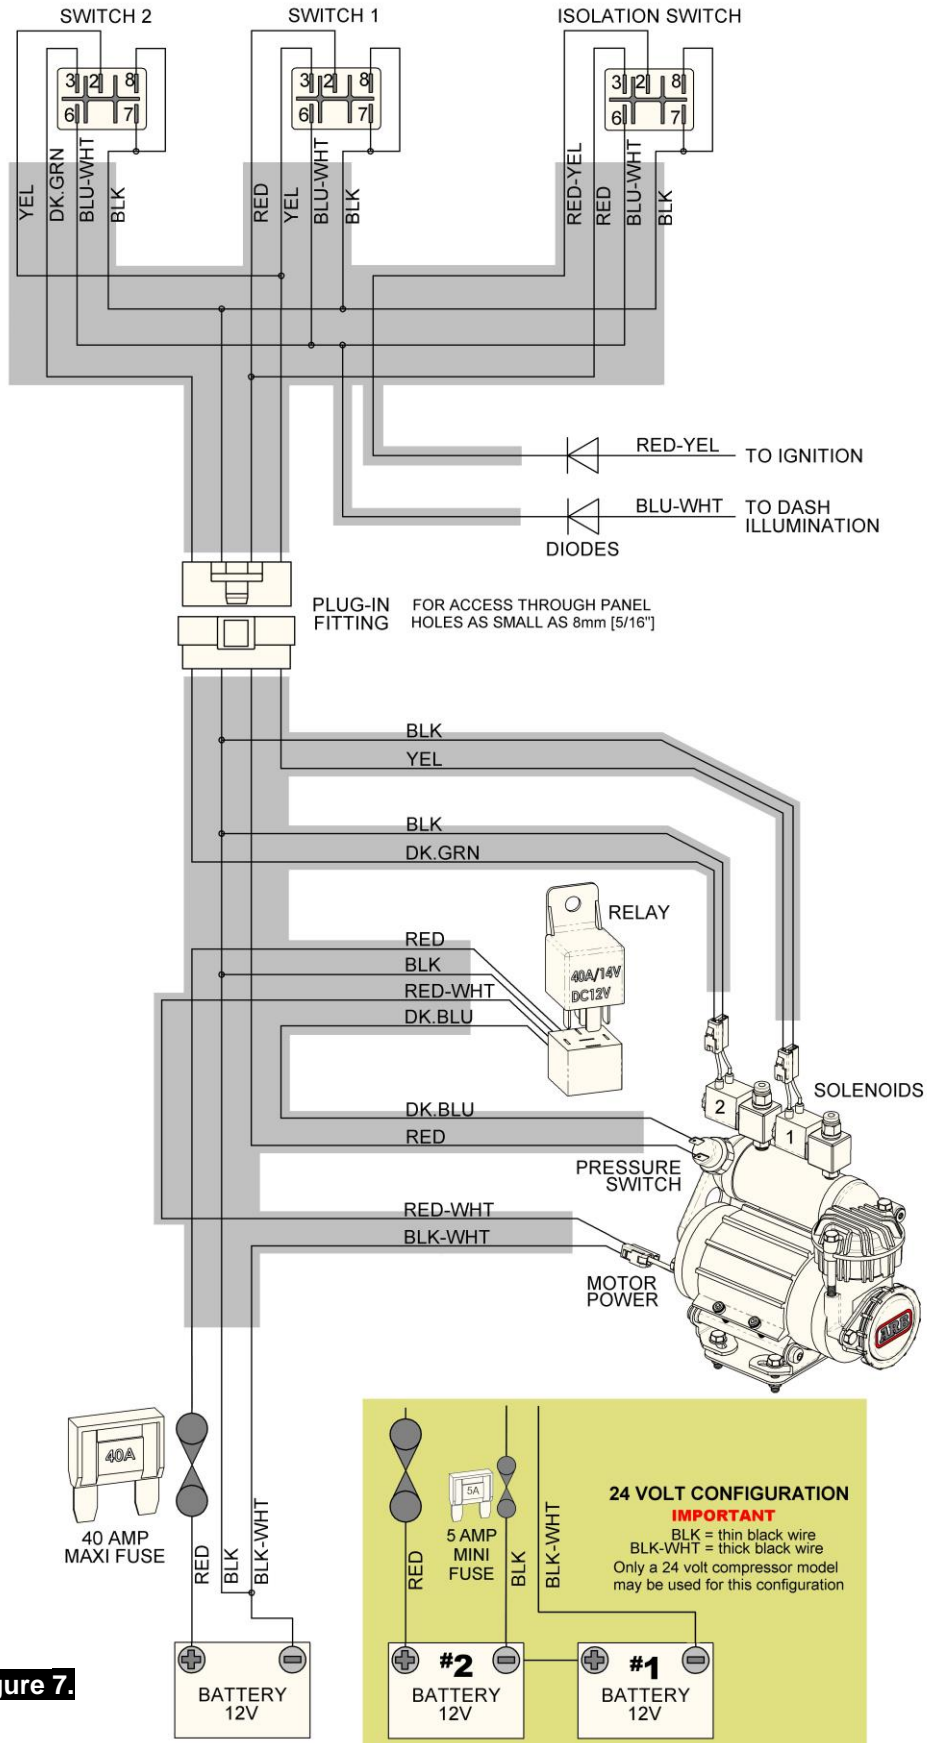 SWITCH 2
SWITCH 1
ISOLATION SWITCH
3 2 8
6 7
3 2 8
6 7
3 2 8
6 7
YEL
DK.GRN
BLU-WHT
BLK
RED
YEL
BLU-WHT
BLK
RED-YEL
RED
BLU-WHT
BLK
RED-YEL
TO IGNITION
BLU-WHT
TO DASH
ILLUMINATION
DIODES
PLUG-IN
FITTING
FOR ACCESS THROUGH PANEL
HOLES AS SMALL AS 8mm [5/16"]
BLK
YEL
BLK
DK.GRN
RELAY
40A/14V
DC12V
RED
BLK
RED-WHT
DK.BLU
SOLENOIDS
2
1
DK.BLU
RED
PRESSURE
SWITCH
RED-WHT
BLK-WHT
MOTOR
POWER
ARB
40A
40 AMP
MAXI FUSE
RED
BLK
BLK-WHT
BATTERY
12V
5A
5 AMP
MINI
FUSE
RED
BLK
BLK-WHT
24 VOLT CONFIGURATION
IMPORTANT
BLK = thin black wire
BLK-WHT = thick black wire
Only a 24 volt compressor model
may be used for this configuration
#2
BATTERY
12V
#1
BATTERY
12V
gure 7.